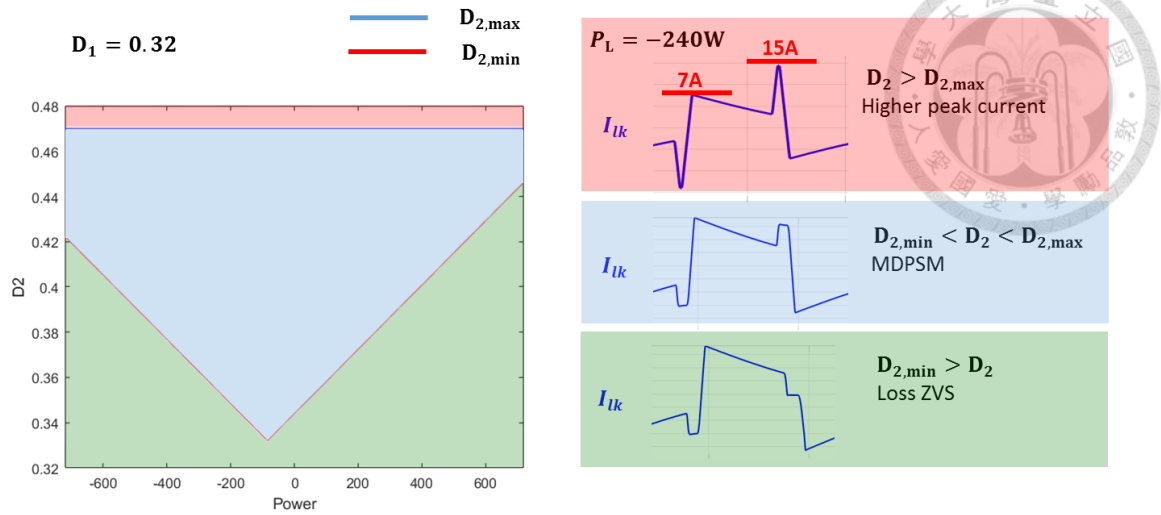 D₁ = 0.32
D₂,max
D₂,min
0.48
0.46
0.44
0.42
0.4
0.38
0.36
0.34
0.32
D2
-600
-400
-200
0
200
400
600
Power
P_L = −240W
7A
15A
I_lk
D₂ > D₂,max
Higher peak current
I_lk
D₂,min < D₂ < D₂,max
MDPSM
I_lk
D₂,min > D₂
Loss ZVS